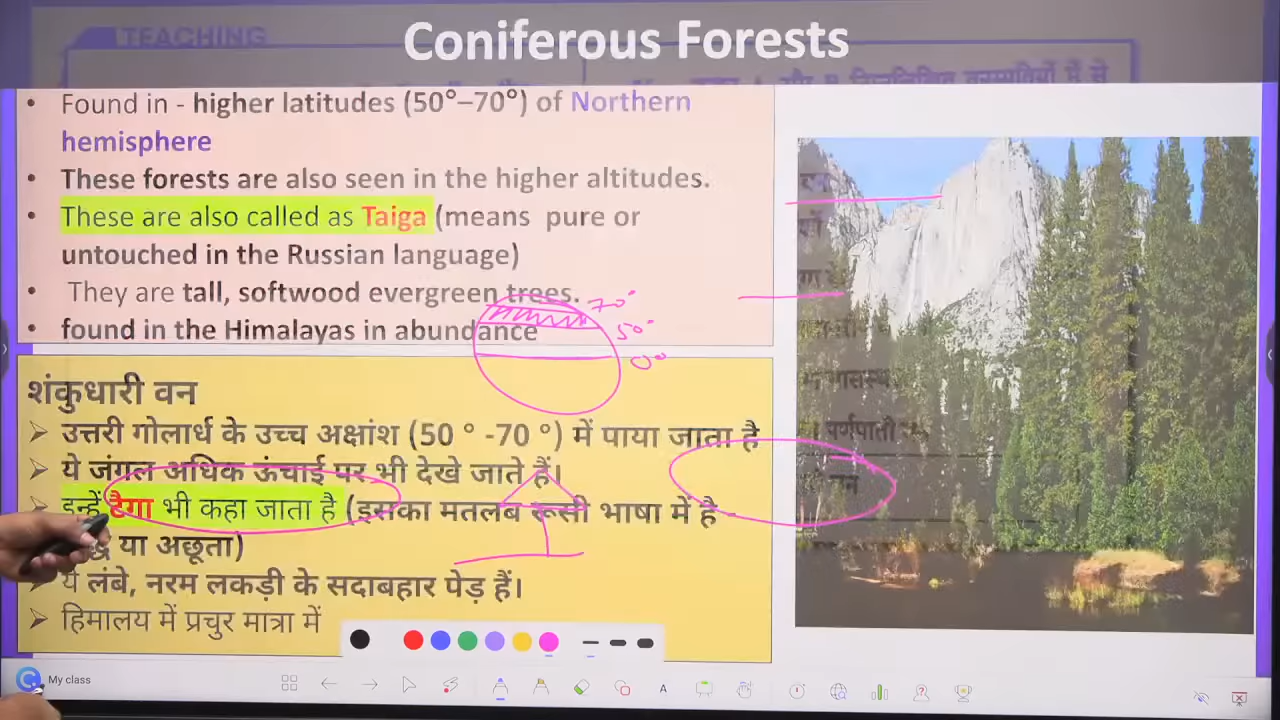 TEACHING
Coniferous Forests
• Found in - higher latitudes (50°–70°) of Northern
hemisphere
• These forests are also seen in the higher altitudes.
• These are also called as Taiga (means pure or
untouched in the Russian language)
• They are tall, softwood evergreen trees.
• found in the Himalayas in abundance
70°
50°
0°
शंकुधारी वन
➢ उत्तरी गोलार्ध के उच्च अक्षांश (50 ° -70 °) में पाया जाता है
➢ ये जंगल अधिक ऊंचाई पर भी देखे जाते हैं।
➢ इन्हें टैगा भी कहा जाता है (इसका मतलब रूसी भाषा में है -
या अछूता)
➢ ये लंबे, नरम लकड़ी के सदाबहार पेड़ हैं।
➢ हिमालय में प्रचुर मात्रा में
My class
A